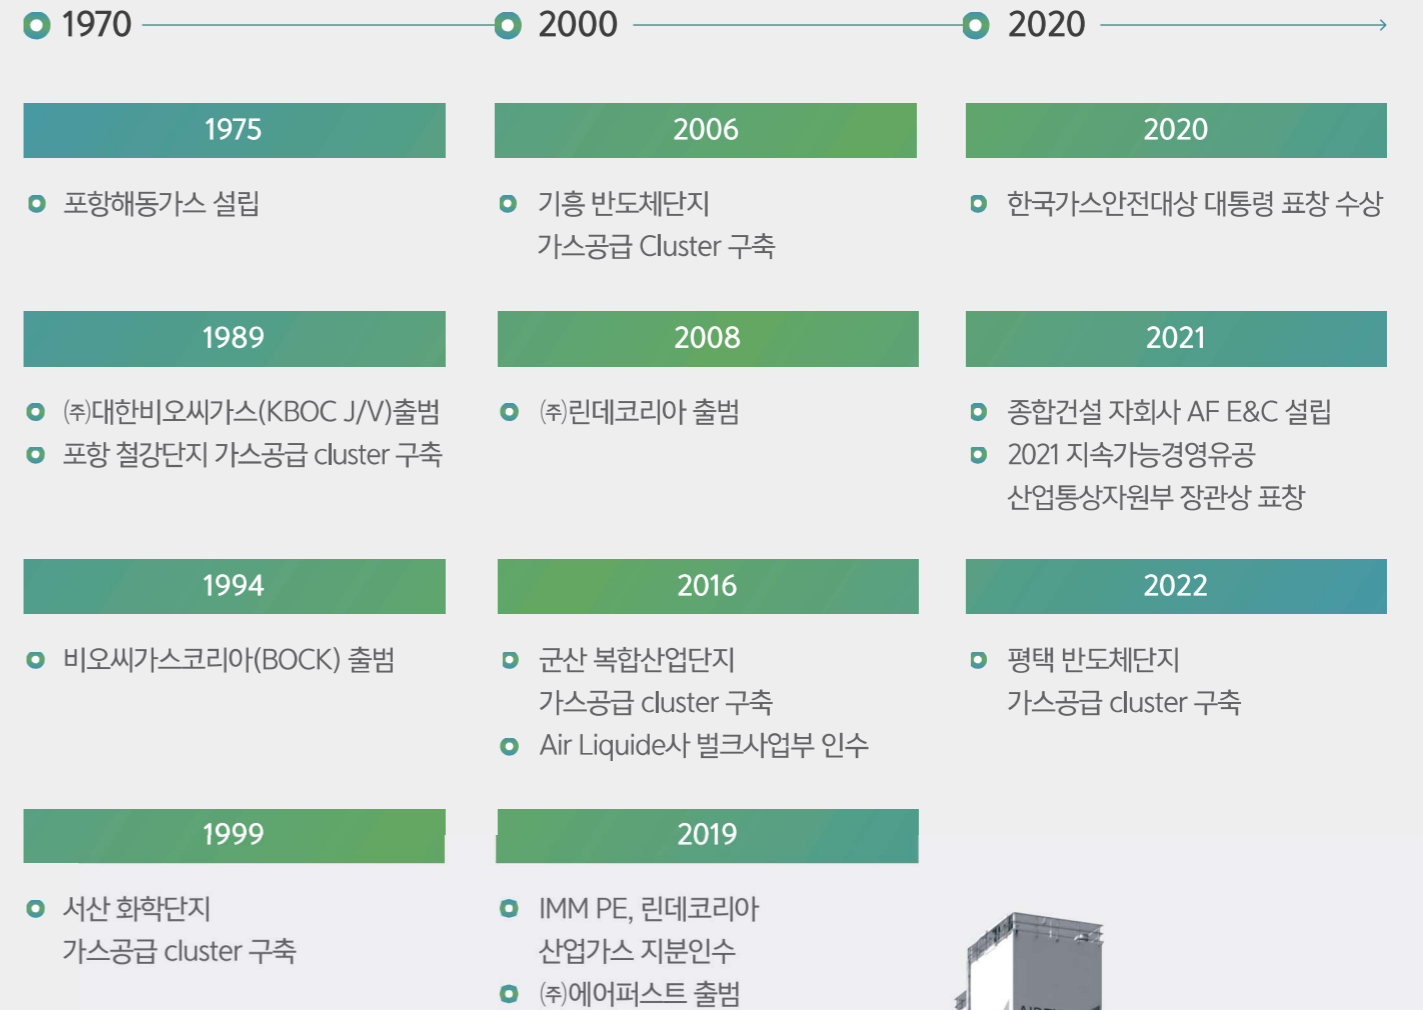 1970
2000
2020
1975
포항해동가스 설립
1989
㈜대한비오씨가스(KBOC J/V)출범
포항 철강단지 가스공급 cluster 구축
1994
비오씨가스코리아(BOCK) 출범
1999
서산 화학단지
가스공급 cluster 구축
2006
기흥 반도체단지
가스공급 Cluster 구축
2008
㈜린데코리아 출범
2016
군산 복합산업단지
가스공급 cluster 구축
Air Liquide사 벌크사업부 인수
2019
IMM PE, 린데코리아
산업가스 지분인수
㈜에어퍼스트 출범
2020
한국가스안전대상 대통령 표창 수상
2021
종합건설 자회사 AF E&C 설립
2021 지속가능경영유공
산업통상자원부 장관상 표창
2022
평택 반도체단지
가스공급 cluster 구축